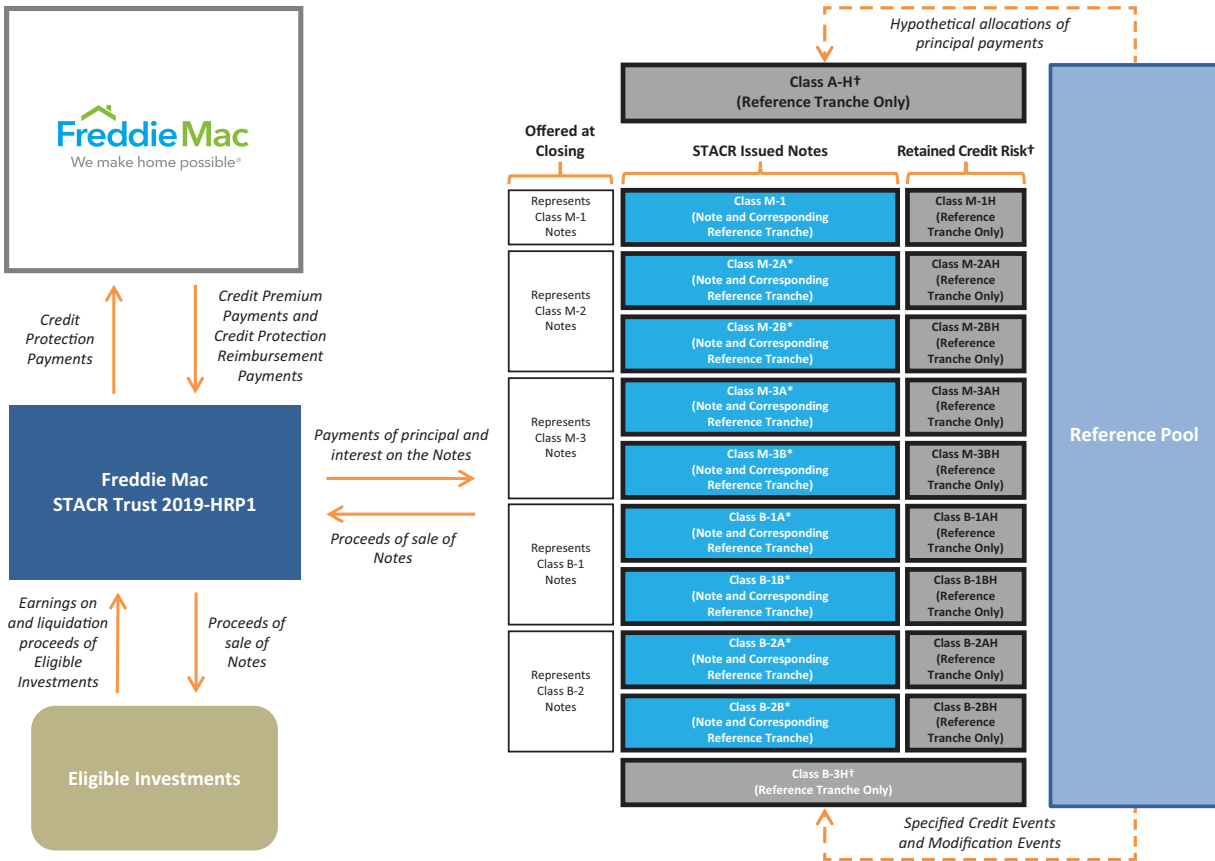 Freddie Mac
We make home possible®
Credit
Protection
Payments
Credit Premium
Payments and
Credit Protection
Reimbursement
Payments
Freddie Mac
STACR Trust 2019-HRP1
Earnings on
and liquidation
proceeds of
Eligible
Investments
Proceeds of
sale of
Notes
Eligible Investments
Payments of principal and
interest on the Notes
Proceeds of sale of
Notes
Hypothetical allocations of
principal payments
Class A-H†
(Reference Tranche Only)
Offered at
Closing
STACR Issued Notes
Retained Credit Risk†
Represents
Class M-1
Notes
Class M-1
(Note and Corresponding
Reference Tranche)
Class M-1H
(Reference
Tranche Only)
Represents
Class M-2
Notes
Class M-2A*
(Note and Corresponding
Reference Tranche)
Class M-2AH
(Reference
Tranche Only)
Class M-2B*
(Note and Corresponding
Reference Tranche)
Class M-2BH
(Reference
Tranche Only)
Represents
Class M-3
Notes
Class M-3A*
(Note and Corresponding
Reference Tranche)
Class M-3AH
(Reference
Tranche Only)
Class M-3B*
(Note and Corresponding
Reference Tranche)
Class M-3BH
(Reference
Tranche Only)
Represents
Class B-1
Notes
Class B-1A*
(Note and Corresponding
Reference Tranche)
Class B-1AH
(Reference
Tranche Only)
Class B-1B*
(Note and Corresponding
Reference Tranche)
Class B-1BH
(Reference
Tranche Only)
Represents
Class B-2
Notes
Class B-2A*
(Note and Corresponding
Reference Tranche)
Class B-2AH
(Reference
Tranche Only)
Class B-2B*
(Note and Corresponding
Reference Tranche)
Class B-2BH
(Reference
Tranche Only)
Class B-3H†
(Reference Tranche Only)
Specified Credit Events
and Modification Events
Reference Pool